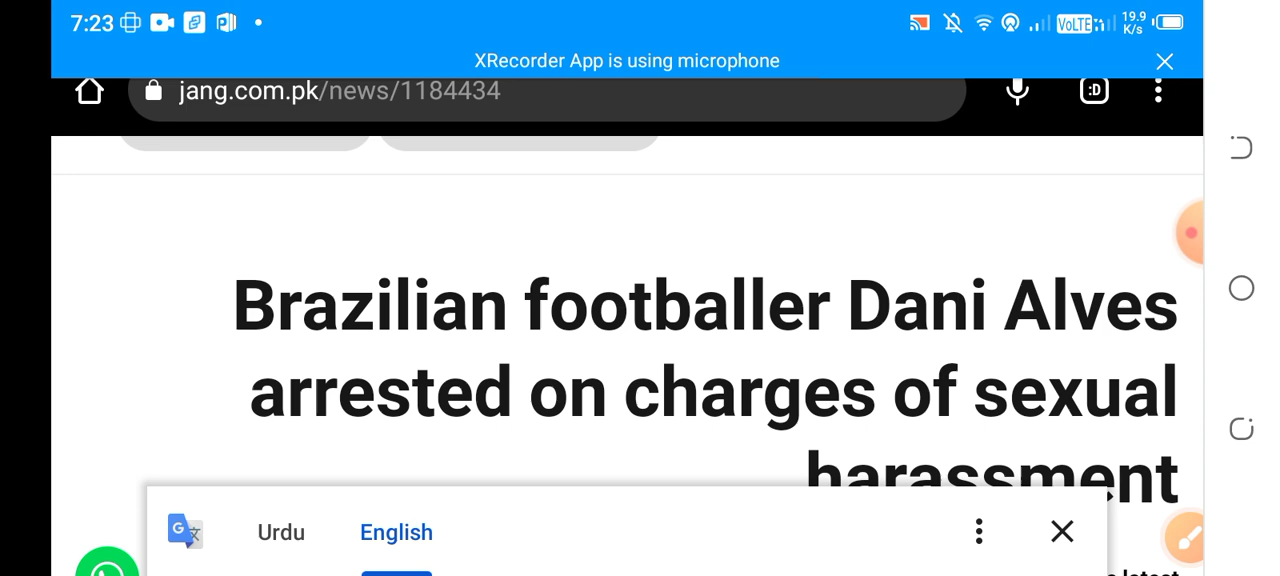 7:23
VoLTE 19.9 K/s
XRecorder App is using microphone
jang.com.pk/news/1184434
:D
Brazilian footballer Dani Alves
arrested on charges of sexual
harassment
Urdu English
latest